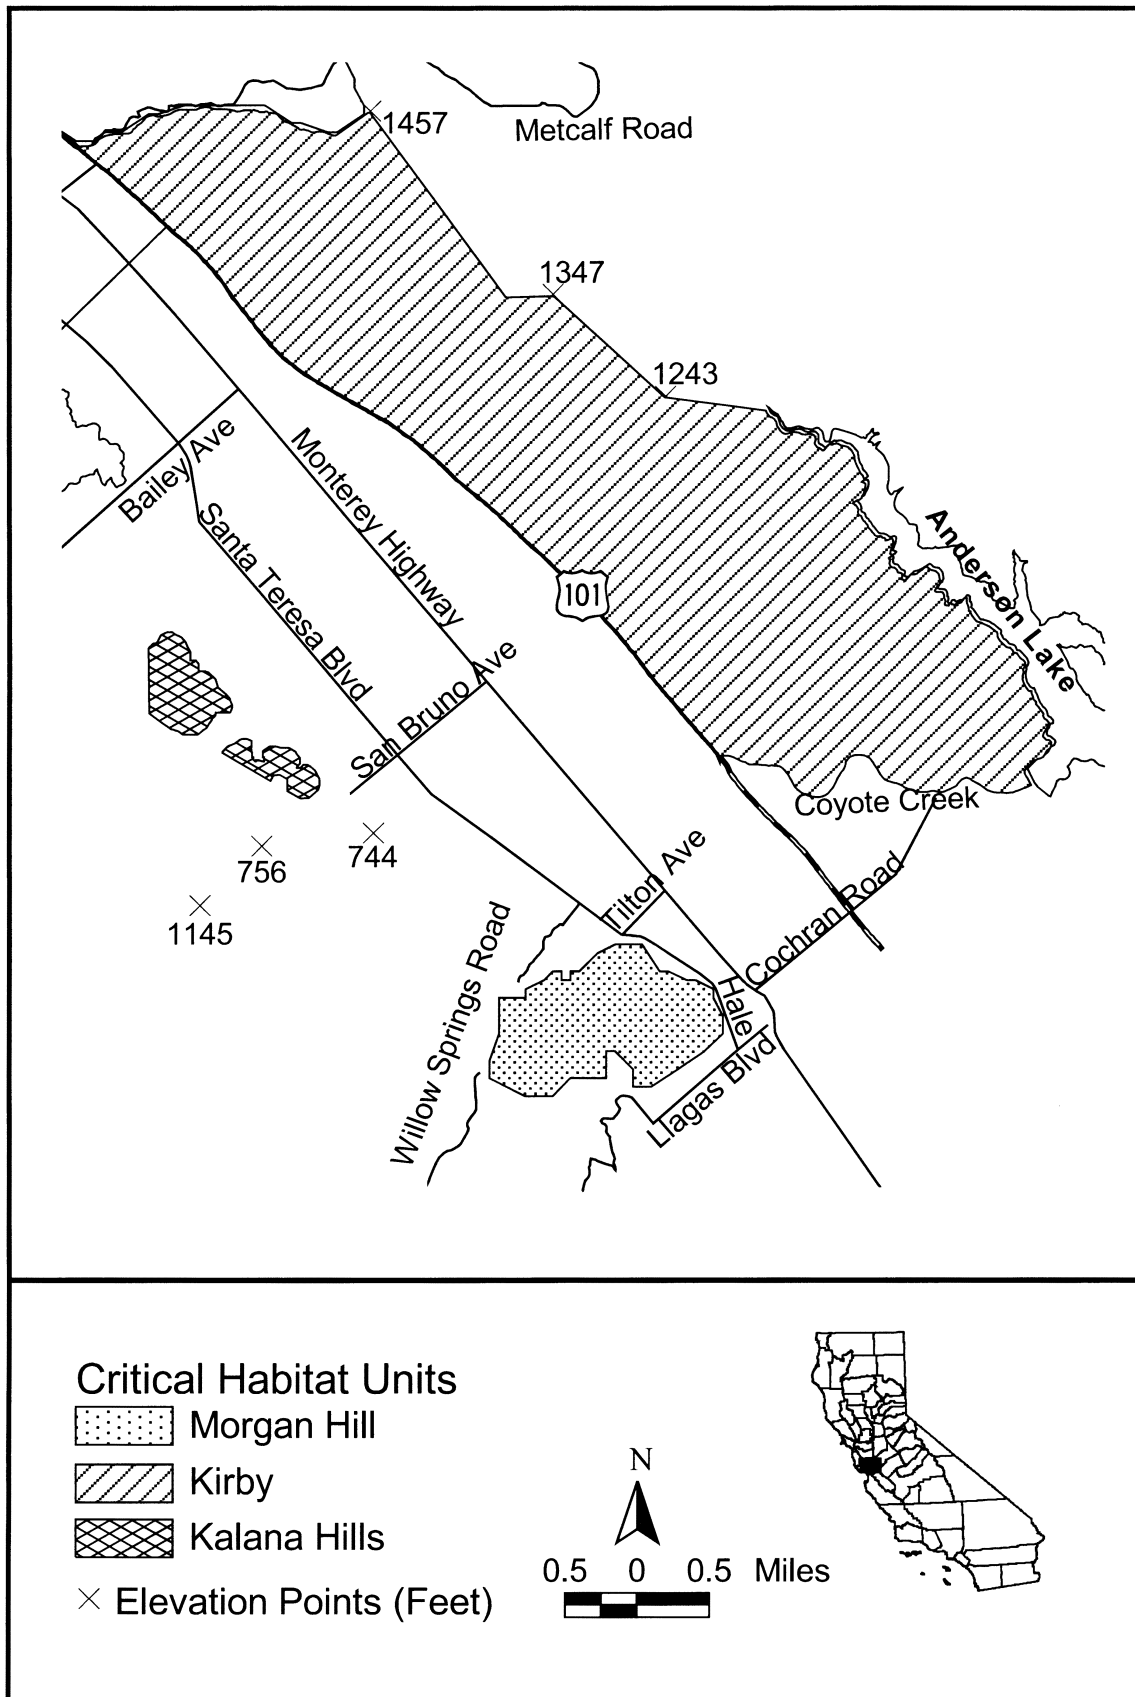 1457
Metcalf Road
1347
1243
Bailey Ave
Monterey Highway
Santa Teresa Blvd
101
Anderson Lake
San Bruno Ave
Coyote Creek
756
744
1145
Tilton Ave
Cochran Road
Willow Springs Road
Hale
Llagas Blvd
Critical Habitat Units
Morgan Hill
Kirby
Kalana Hills
Elevation Points (Feet)
N
0.5 0 0.5 Miles